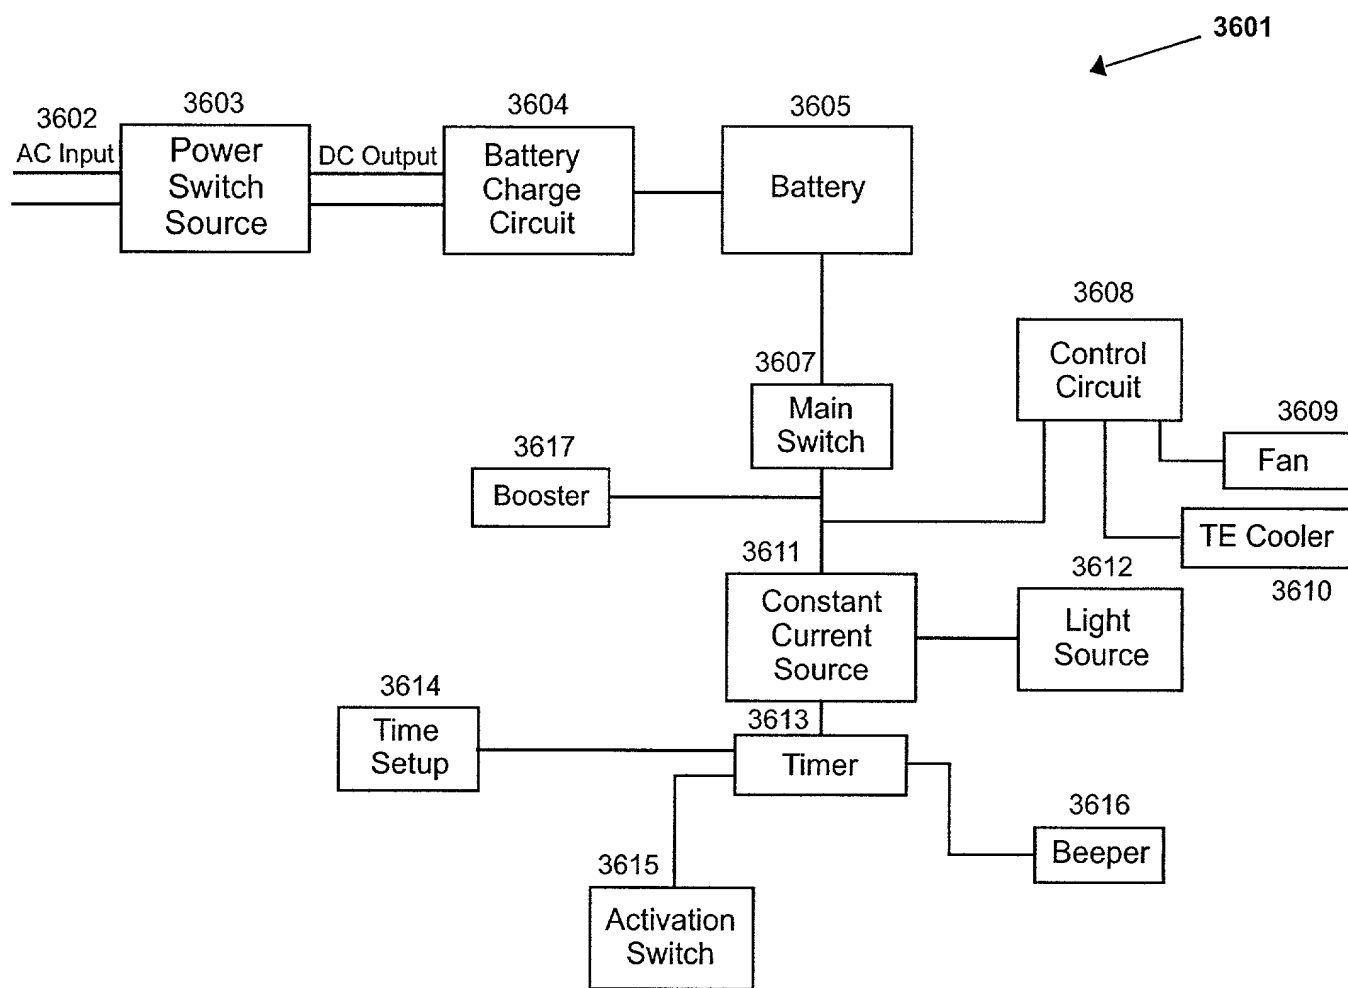 3601
3602
AC Input
3603
Power
Switch
Source
DC Output
3604
Battery
Charge
Circuit
3605
Battery
3607
Main
Switch
3608
Control
Circuit
3609
Fan
TE Cooler
3610
3617
Booster
3611
Constant
Current
Source
3612
Light
Source
3614
Time
Setup
3613
Timer
3616
Beeper
3615
Activation
Switch